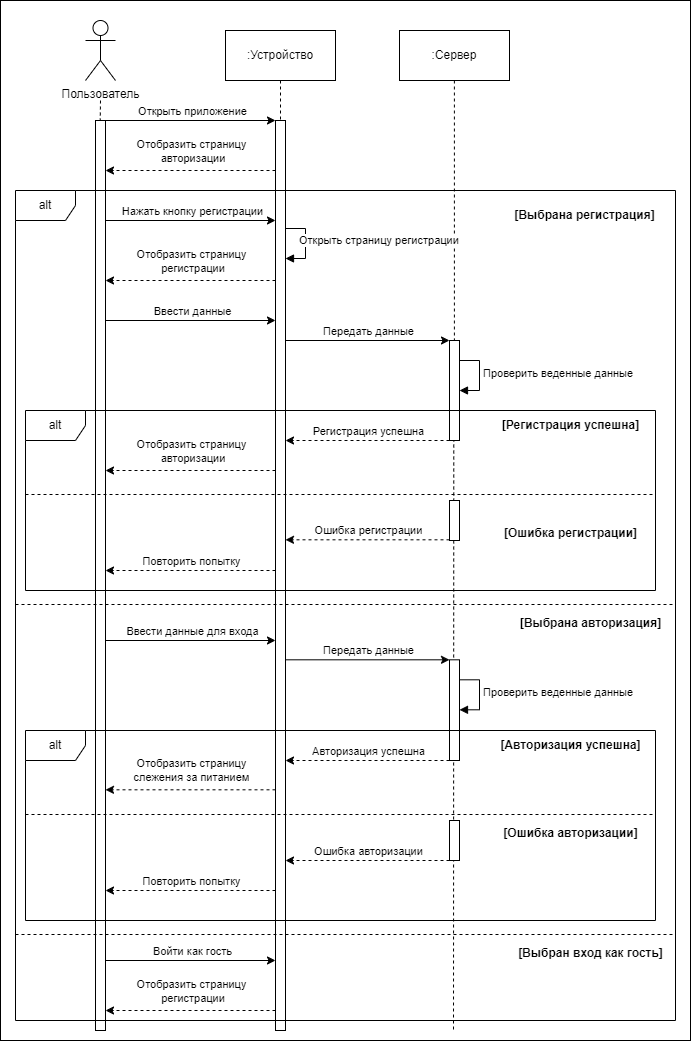 :Устройство
:Сервер
Пользователь
Открыть приложение
Отобразить страницу
авторизации
alt
[Выбрана регистрация]
Нажать кнопку регистрации
Открыть страницу регистрации
Отобразить страницу
регистрации
Ввести данные
Передать данные
Проверить веденные данные
alt
[Регистрация успешна]
Регистрация успешна
Отобразить страницу
авторизации
Ошибка регистрации
[Ошибка регистрации]
Повторить попытку
[Выбрана авторизация]
Ввести данные для входа
Передать данные
Проверить веденные данные
alt
[Авторизация успешна]
Авторизация успешна
Отобразить страницу
слежения за питанием
[Ошибка авторизации]
Ошибка авторизации
Повторить попытку
Войти как гость
[Выбран вход как гость]
Отобразить страницу
регистрации